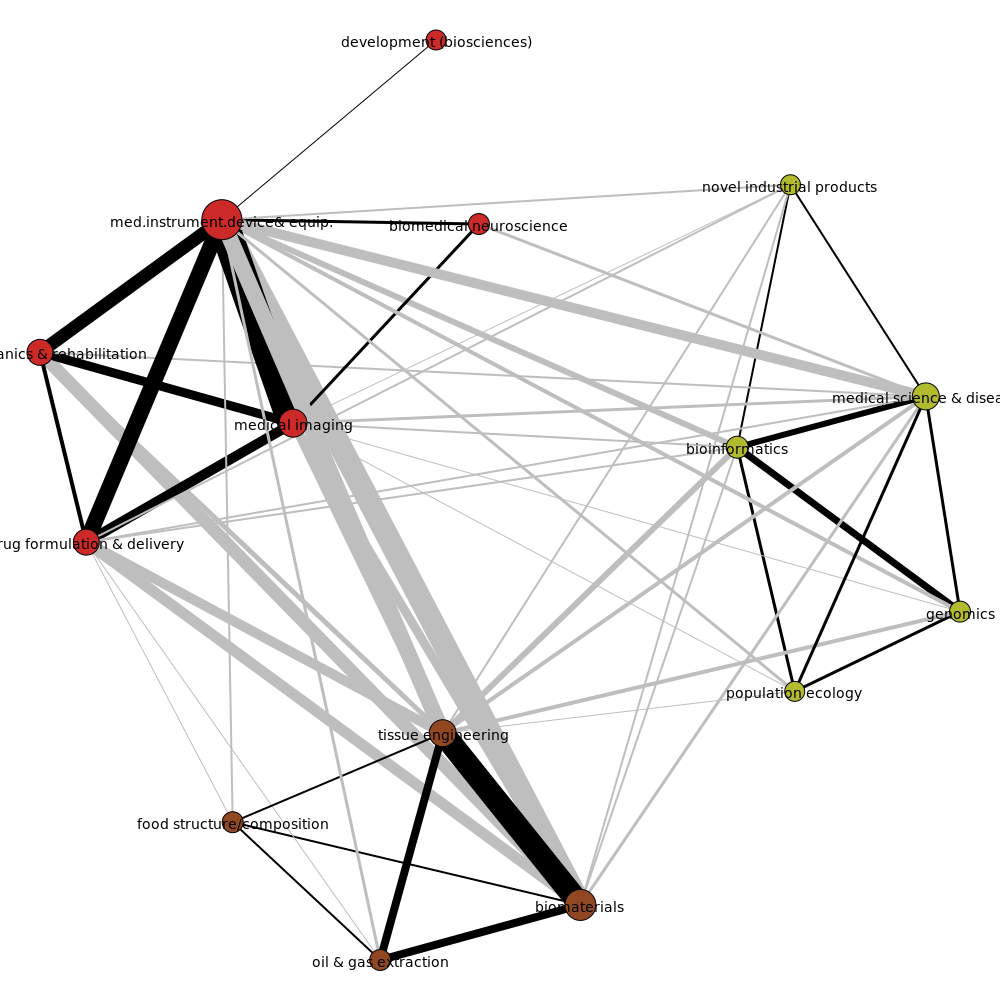 development (biosciences)
novel industrial products
med.instrument.device& equip.
biomedical neuroscience
anics & rehabilitation
medical science & disea
medical imaging
bioinformatics
rug formulation & delivery
genomics
population ecology
tissue engineering
food structure/composition
biomaterials
oil & gas extraction